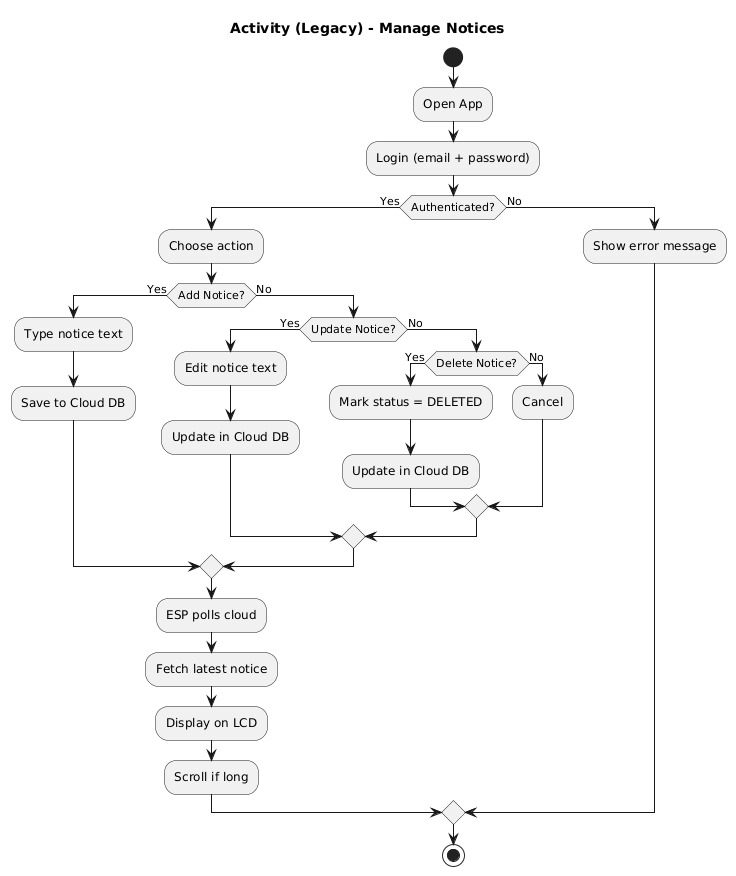 Activity (Legacy) - Manage Notices
Open App
Login (email + password)
Yes
Authenticated?
No
Choose action
Show error message
Yes
Add Notice?
No
Type notice text
Save to Cloud DB
Yes
Update Notice?
No
Edit notice text
Update in Cloud DB
Yes
Delete Notice?
No
Mark status = DELETED
Cancel
Update in Cloud DB
ESP polls cloud
Fetch latest notice
Display on LCD
Scroll if long